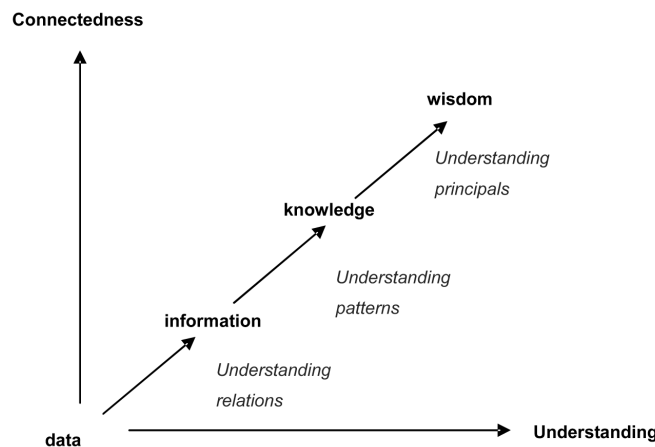 Connectedness
wisdom
Understanding
principals
knowledge
Understanding
patterns
information
Understanding
relations
data
Understanding